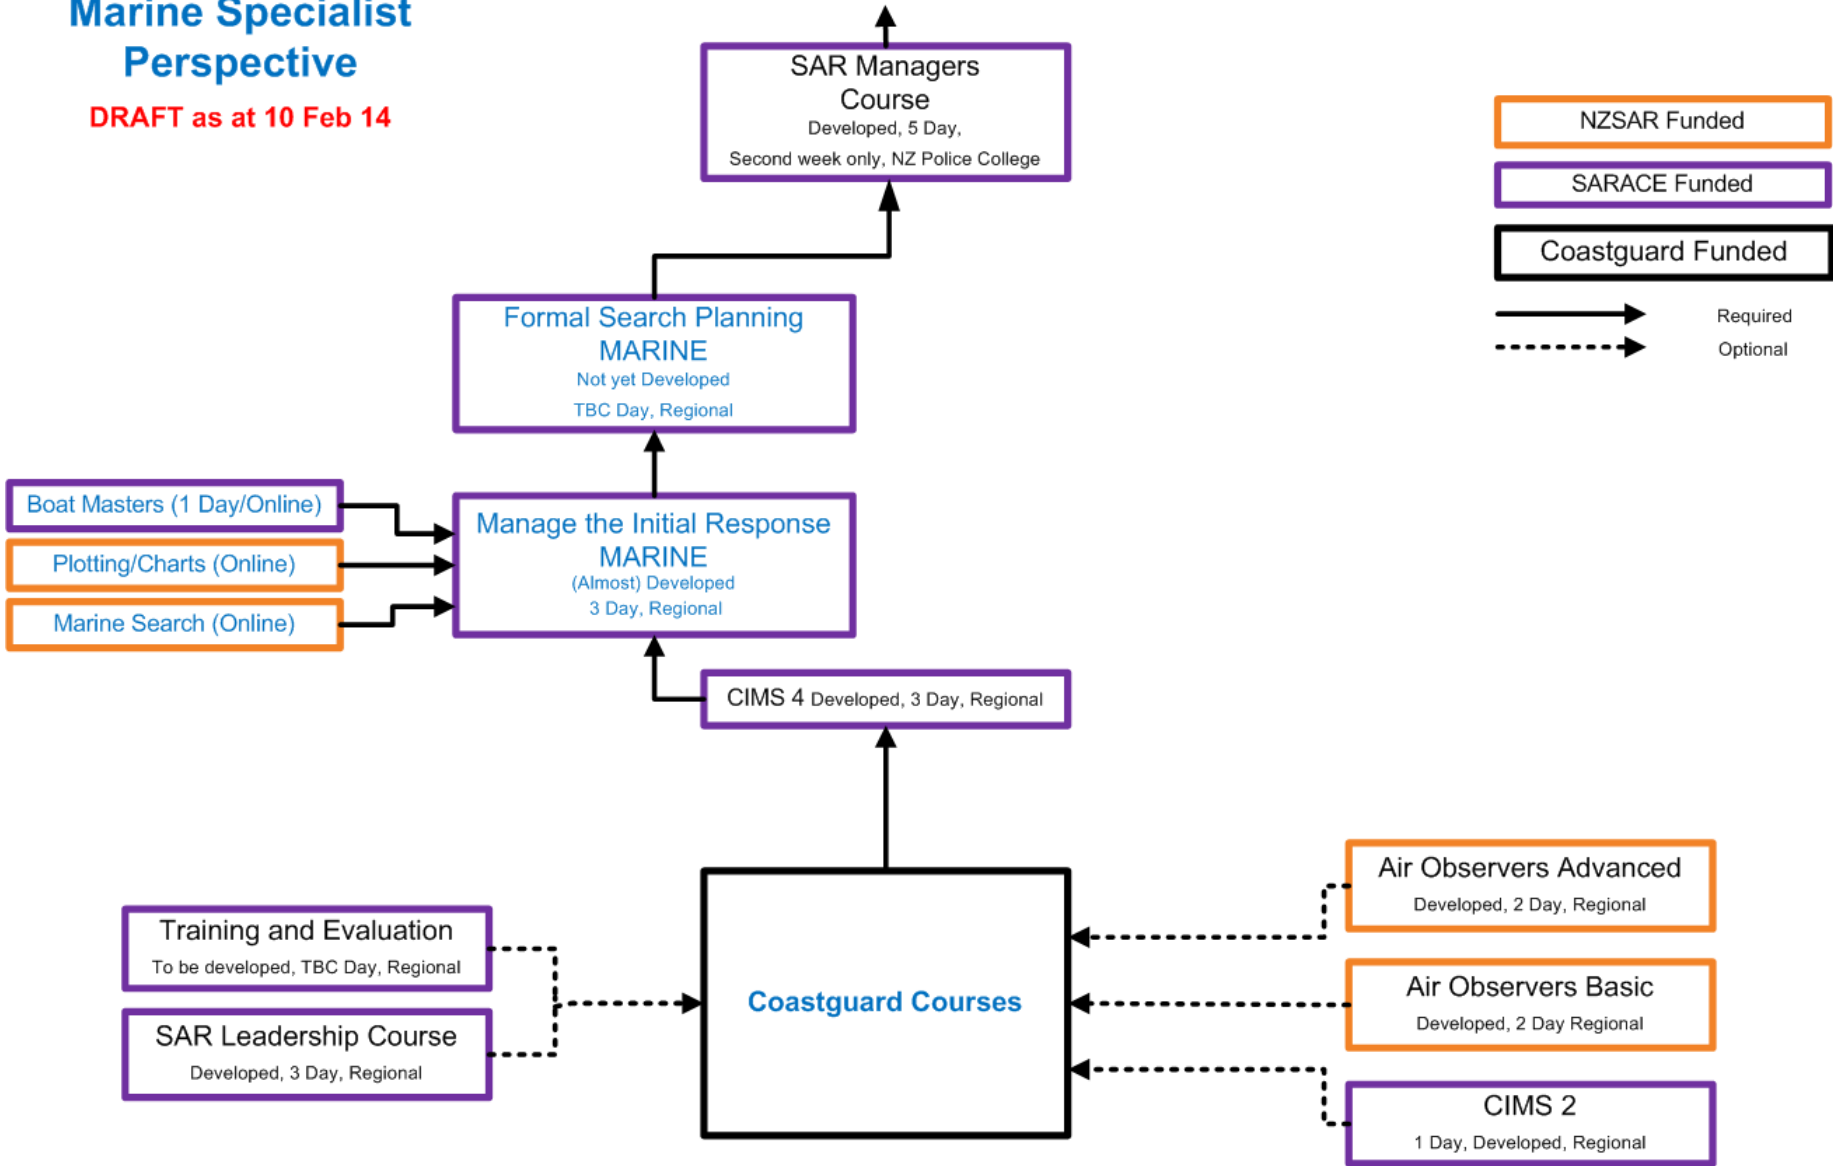 Marine Specialist
Perspective
DRAFT as at 10 Feb 14
SAR Managers
Course
Developed, 5 Day,
Second week only, NZ Police College
NZSAR Funded
SARACE Funded
Coastguard Funded
Required
Optional
Formal Search Planning
MARINE
Not yet Developed
TBC Day, Regional
Boat Masters (1 Day/Online)
Plotting/Charts (Online)
Marine Search (Online)
Manage the Initial Response
MARINE
(Almost) Developed
3 Day, Regional
CIMS 4 Developed, 3 Day, Regional
Training and Evaluation
To be developed, TBC Day, Regional
SAR Leadership Course
Developed, 3 Day, Regional
Coastguard Courses
Air Observers Advanced
Developed, 2 Day, Regional
Air Observers Basic
Developed, 2 Day Regional
CIMS 2
1 Day, Developed, Regional